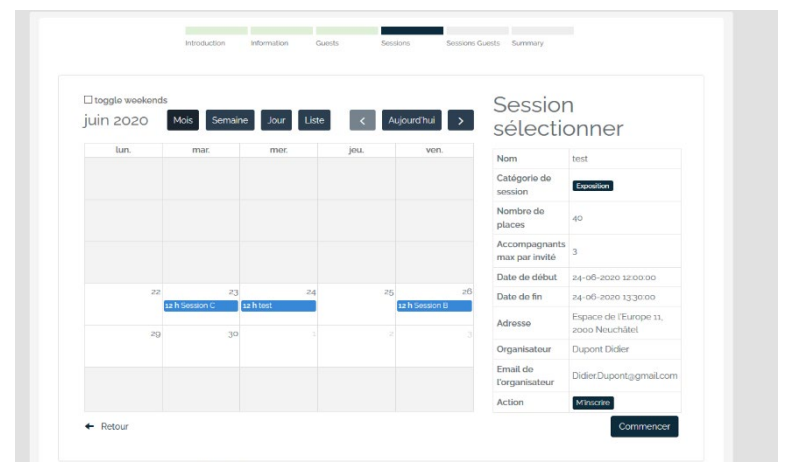 Introduction Information Guests Sessions Sessions Guests Summary
toggle weekends
juin 2020 Mois Semaine Jour Liste < Aujourd'hui >
lun. mar. mer. jeu. ven.
22 23 24 25 26
12 h Session C 12 h test 12 h Session B
29 30 1 2 3
← Retour
Session
sélectionner
Nom test
Catégorie de
session Exposition
Nombre de
places 40
Accompagnants
max par invité 3
Date de début 24-06-2020 12:00:00
Date de fin 24-06-2020 13:30:00
Adresse Espace de l'Europe 11,
2000 Neuchâtel
Organisateur Dupont Didier
Email de
l'organisateur Didier.Dupont@gmail.com
Action M'inscrire
Commencer